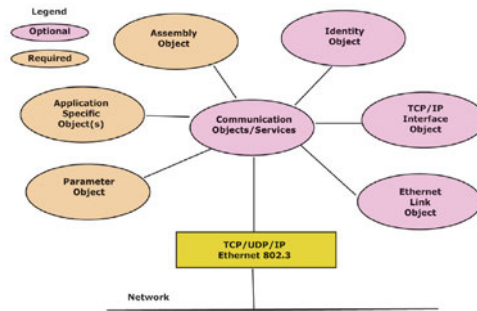 Legend
Optional
Required
Assembly
Object
Identity
Object
Application
Specific
Object(s)
Communication
Objects/Services
TCP/IP
Interface
Object
Parameter
Object
Ethernet
Link
Object
TCP/UDP/IP
Ethernet 802.3
Network